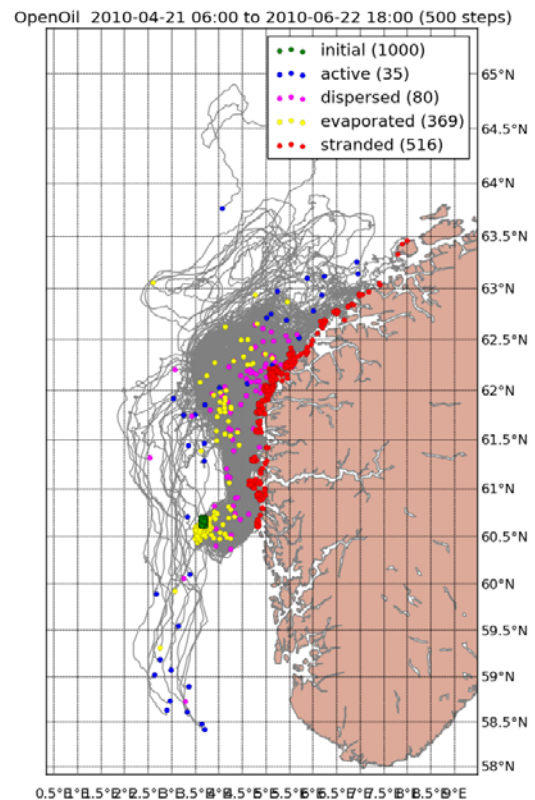 OpenOil 2010-04-21 06:00 to 2010-06-22 18:00 (500 steps)
initial (1000)
active (35)
dispersed (80)
evaporated (369)
stranded (516)
65°N
64.5°N
64°N
63.5°N
63°N
62.5°N
62°N
61.5°N
61°N
60.5°N
60°N
59.5°N
59°N
58.5°N
58°N